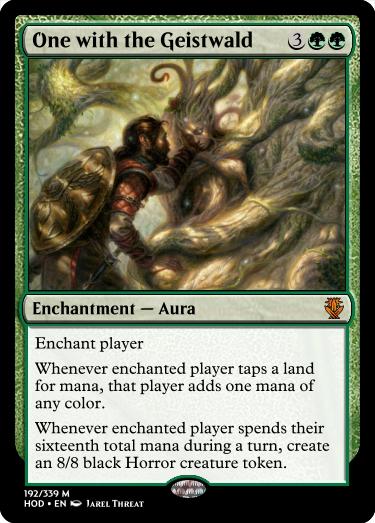 One with the Geistwald 3
Enchantment — Aura
Enchant player
Whenever enchanted player taps a land
for mana, that player adds one mana of
any color.
Whenever enchanted player spends their
sixteenth total mana during a turn, create
an 8/8 black Horror creature token.
192/339 M
HOD • EN Jarel Threat